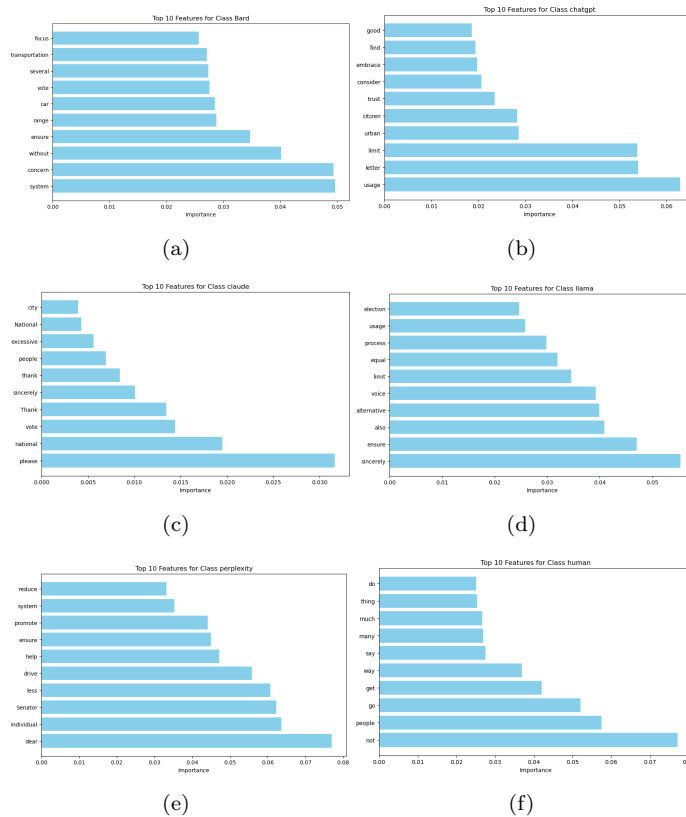 Top 10 Features for Class Bard
focus
transportation
several
vote
car
range
ensure
without
concern
system
0.00 0.01 0.02 0.03 0.04 0.05
Importance
(a)
Top 10 Features for Class chatgpt
good
find
embrace
consider
trust
citizen
urban
limit
letter
usage
0.00 0.01 0.02 0.03 0.04 0.05 0.06
Importance
(b)
Top 10 Features for Class claude
city
National
excessive
people
thank
sincerely
Thank
vote
national
please
0.000 0.005 0.010 0.015 0.020 0.025 0.030
Importance
(c)
Top 10 Features for Class llama
election
usage
process
equal
limit
voice
alternative
also
ensure
sincerely
0.00 0.01 0.02 0.03 0.04 0.05
Importance
(d)
Top 10 Features for Class perplexity
reduce
system
promote
ensure
help
drive
less
Senator
individual
dear
0.00 0.01 0.02 0.03 0.04 0.05 0.06 0.07 0.08
Importance
(e)
Top 10 Features for Class human
do
thing
much
many
say
way
get
go
people
not
0.00 0.01 0.02 0.03 0.04 0.05 0.06 0.07
Importance
(f)